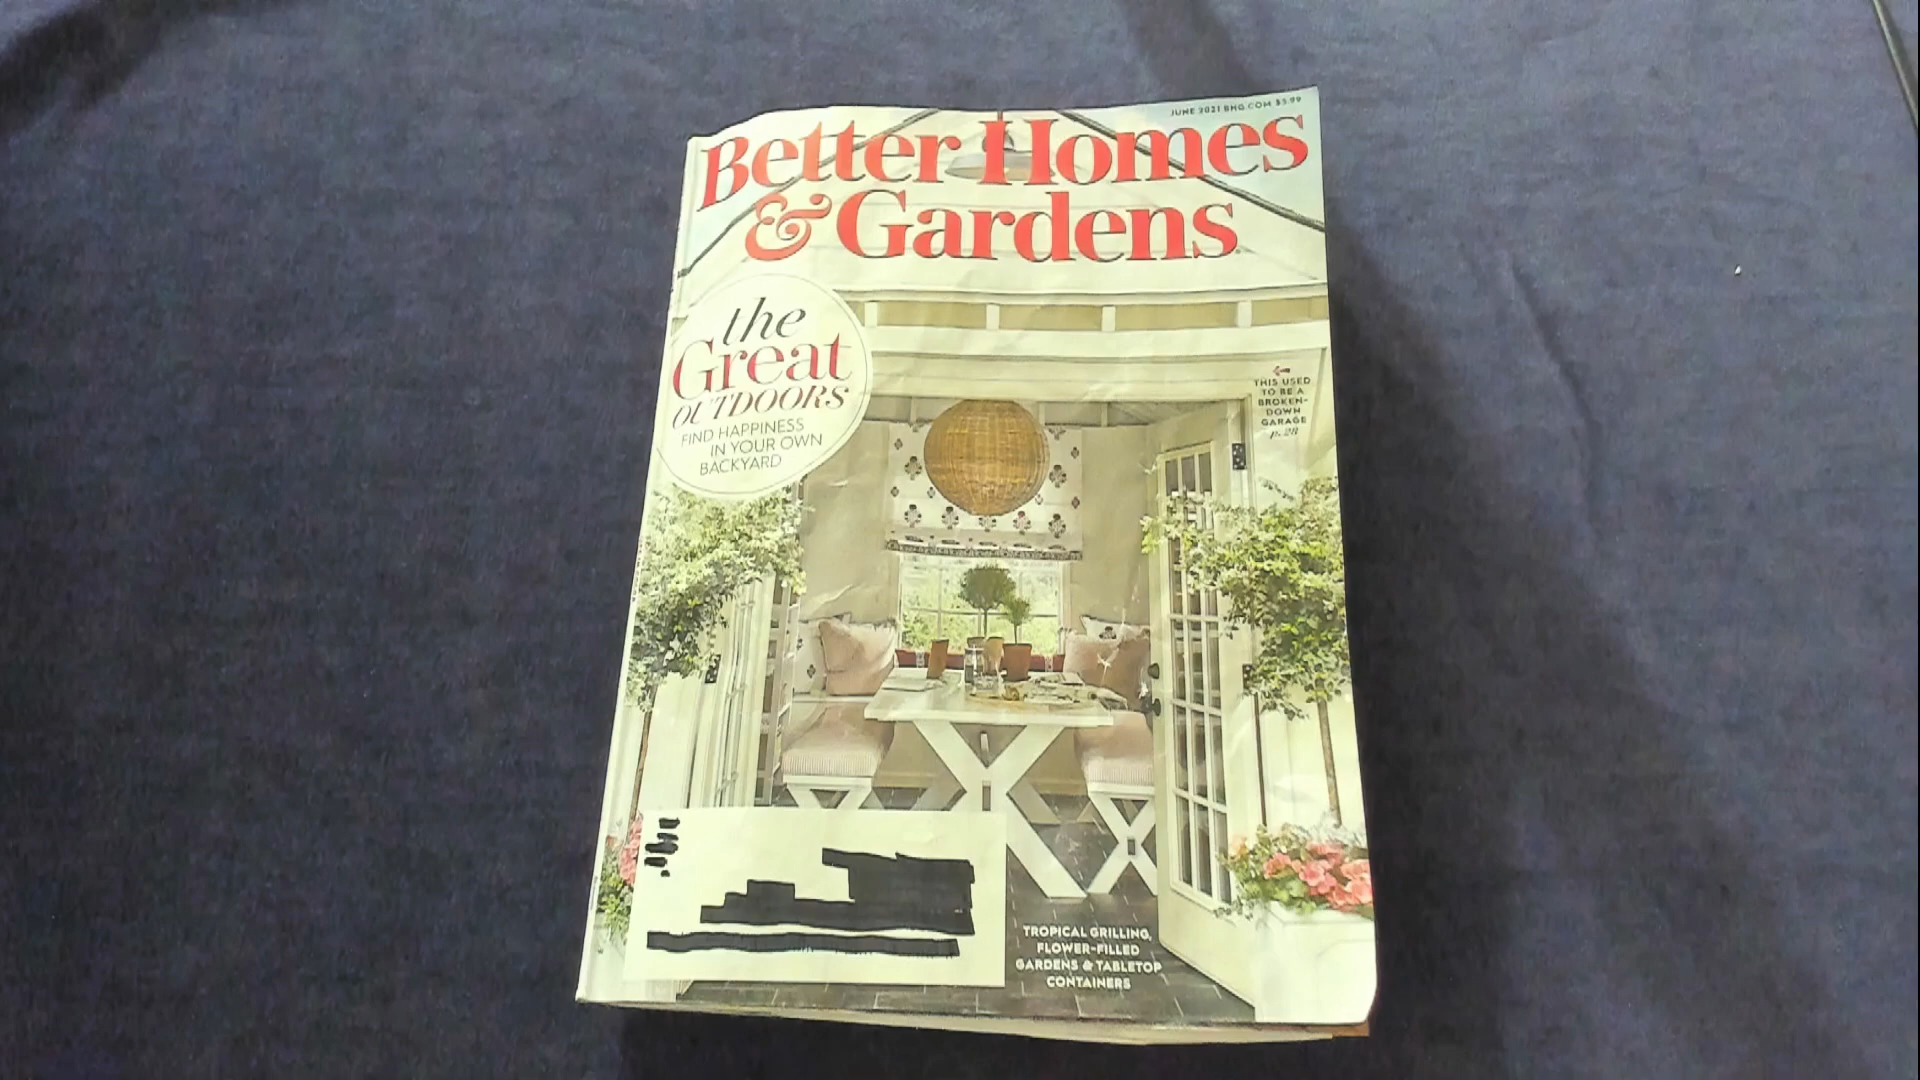 JUNE 2021 BHG.COM $5.99
Better Homes
& Gardens
the
Great
OUTDOORS
FIND HAPPINESS
IN YOUR OWN
BACKYARD
THIS USED
TO BE A
BROKEN-
DOWN
GARAGE
p. 28
TROPICAL GRILLING,
FLOWER-FILLED
GARDENS & TABLETOP
CONTAINERS